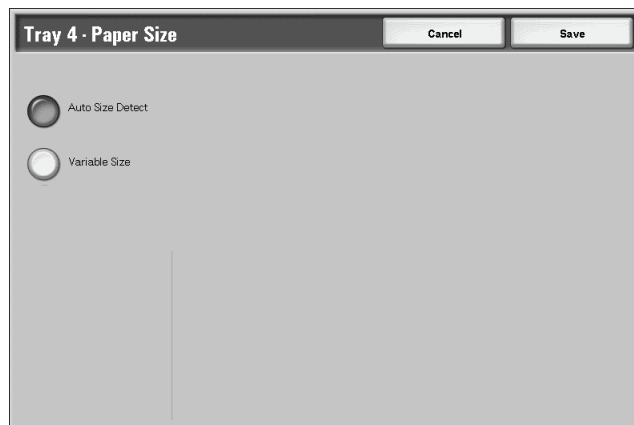 Tray 4 - Paper Size
Cancel
Save
Auto Size Detect
Variable Size